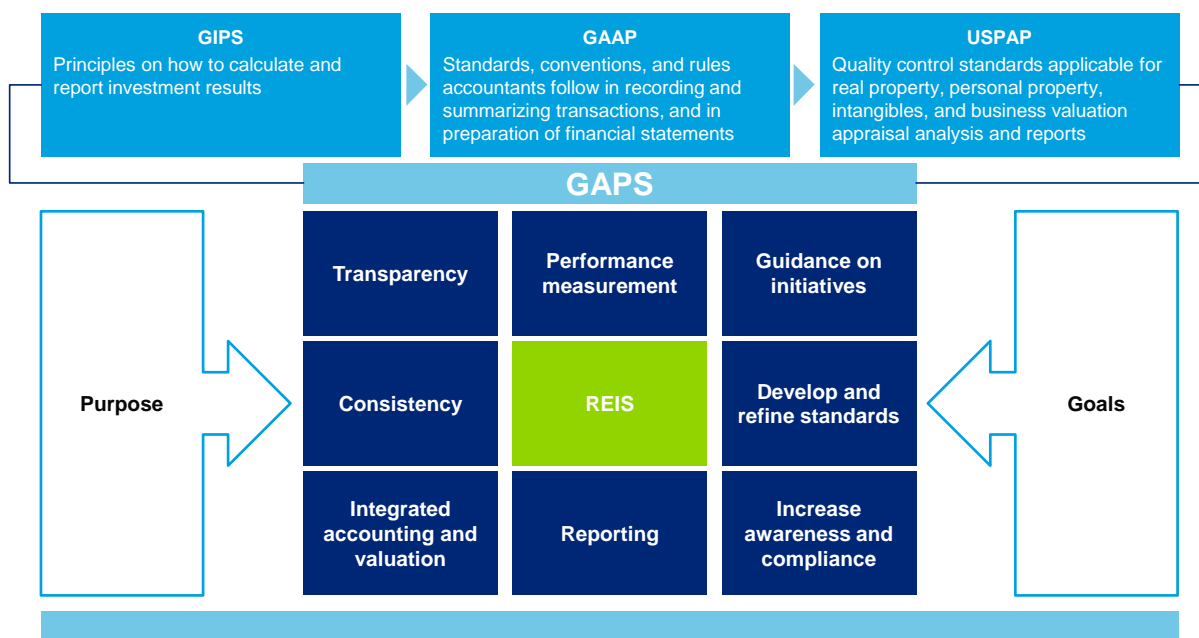 GIPS
Principles on how to calculate and
report investment results
GAAP
Standards, conventions, and rules
accountants follow in recording and
summarizing transactions, and in
preparation of financial statements
USPAP
Quality control standards applicable for
real property, personal property,
intangibles, and business valuation
appraisal analysis and reports
GAPS
Purpose
Transparency
Performance
measurement
Guidance on
initiatives
Consistency
REIS
Develop and
refine standards
Integrated
accounting and
valuation
Reporting
Increase
awareness and
compliance
Goals